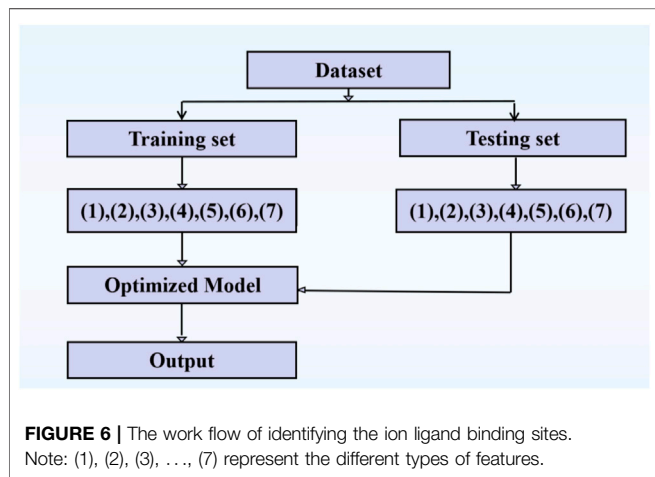 Dataset
Training set
Testing set
(1),(2),(3),(4),(5),(6),(7)
(1),(2),(3),(4),(5),(6),(7)
Optimized Model
Output
FIGURE 6 | The work flow of identifying the ion ligand binding sites.
Note: (1), (2), (3), ..., (7) represent the different types of features.